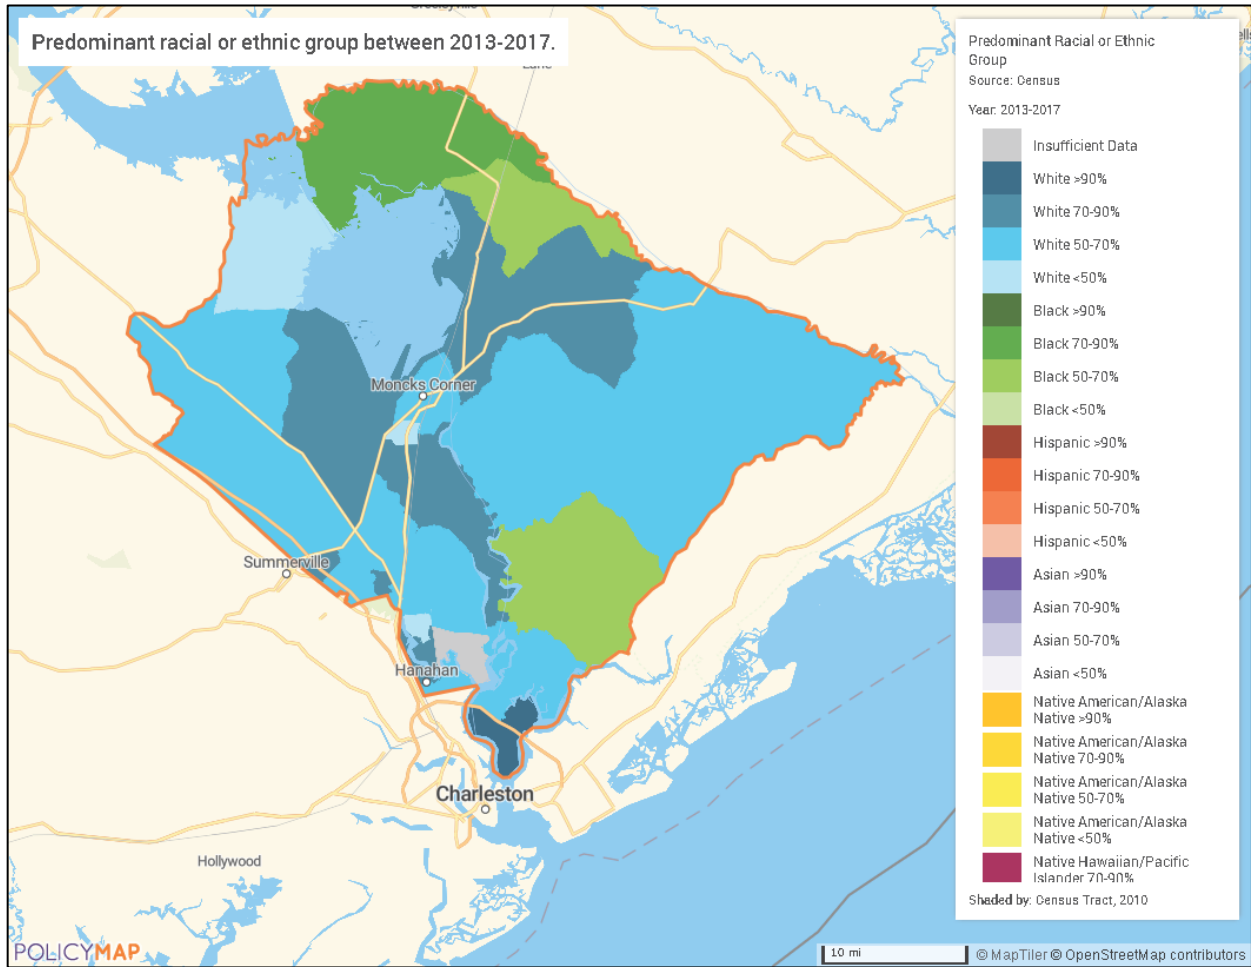 Greeleyville
Predominant racial or ethnic group between 2013-2017.
Lane
Moncks Corner
Summerville
Hanahan
Charleston
Hollywood
Predominant Racial or Ethnic
Group
Source: Census
Year: 2013-2017
Insufficient Data
White >90%
White 70-90%
White 50-70%
White <50%
Black >90%
Black 70-90%
Black 50-70%
Black <50%
Hispanic >90%
Hispanic 70-90%
Hispanic 50-70%
Hispanic <50%
Asian >90%
Asian 70-90%
Asian 50-70%
Asian <50%
Native American/Alaska
Native >90%
Native American/Alaska
Native 70-90%
Native American/Alaska
Native 50-70%
Native American/Alaska
Native <50%
Native Hawaiian/Pacific
Islander 70-90%
Shaded by: Census Tract, 2010
POLICYMAP
10 mi
© MapTiler © OpenStreetMap contributors